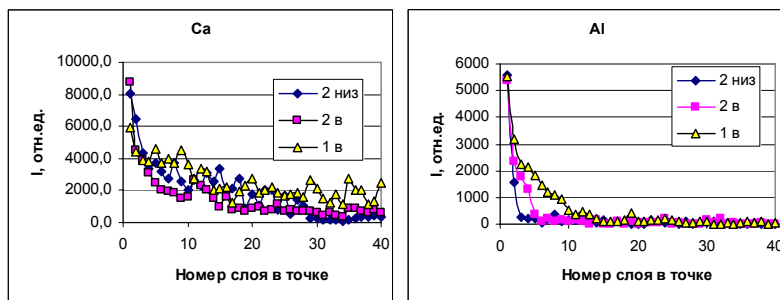 Ca
I, отн.ед.
10000,0
8000,0
6000,0
4000,0
2000,0
0,0
0 10 20 30 40
Номер слоя в точке
2 низ
2 в
1 в
Al
I, отн.ед.
6000
5000
4000
3000
2000
1000
0
0 10 20 30 40
Номер слоя в точке
2 низ
2 в
1 в